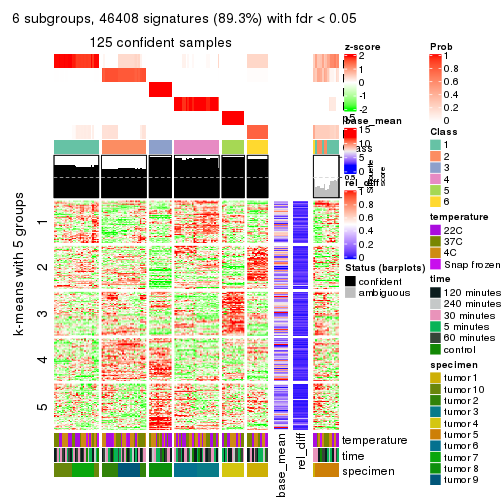 6 subgroups, 46408 signatures (89.3%) with fdr < 0.05
125 confident samples
k-means with 5 groups
1
2
3
4
5
base_mean
rel_diff
temperature
time
specimen
z-score
2
1
0
-1
-2
base_mean
15
10
5
0
rel_diff
1
0.8
0.6
0.4
0.2
0
Status (barplots)
confident
ambiguous
Prob
1
0.8
0.6
0.4
0.2
0
Class
1
2
3
4
5
6
temperature
22C
37C
4C
Snap frozen
time
120 minutes
240 minutes
30 minutes
5 minutes
60 minutes
control
specimen
tumor 1
tumor 10
tumor 2
tumor 3
tumor 4
tumor 5
tumor 6
tumor 7
tumor 8
tumor 9